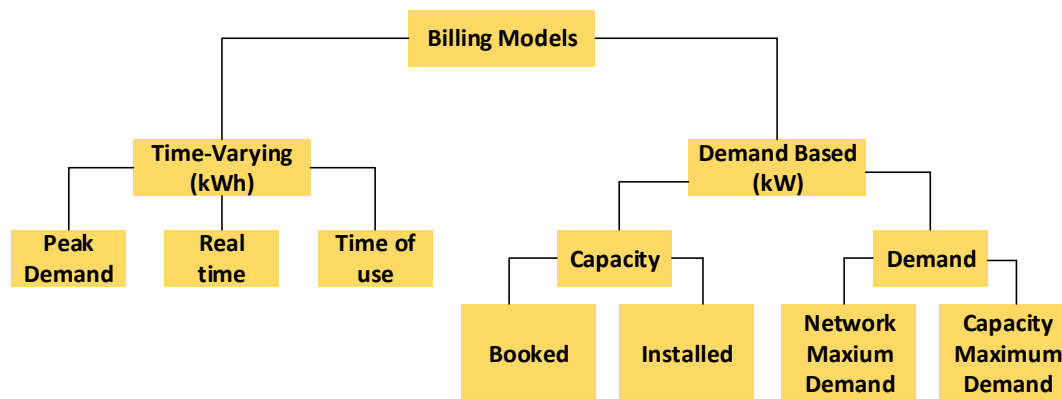 Billing Models
Time-Varying
(kWh)
Demand Based
(kW)
Peak
Demand
Real
time
Time of
use
Capacity
Demand
Booked
Installed
Network
Maxium
Demand
Capacity
Maximum
Demand